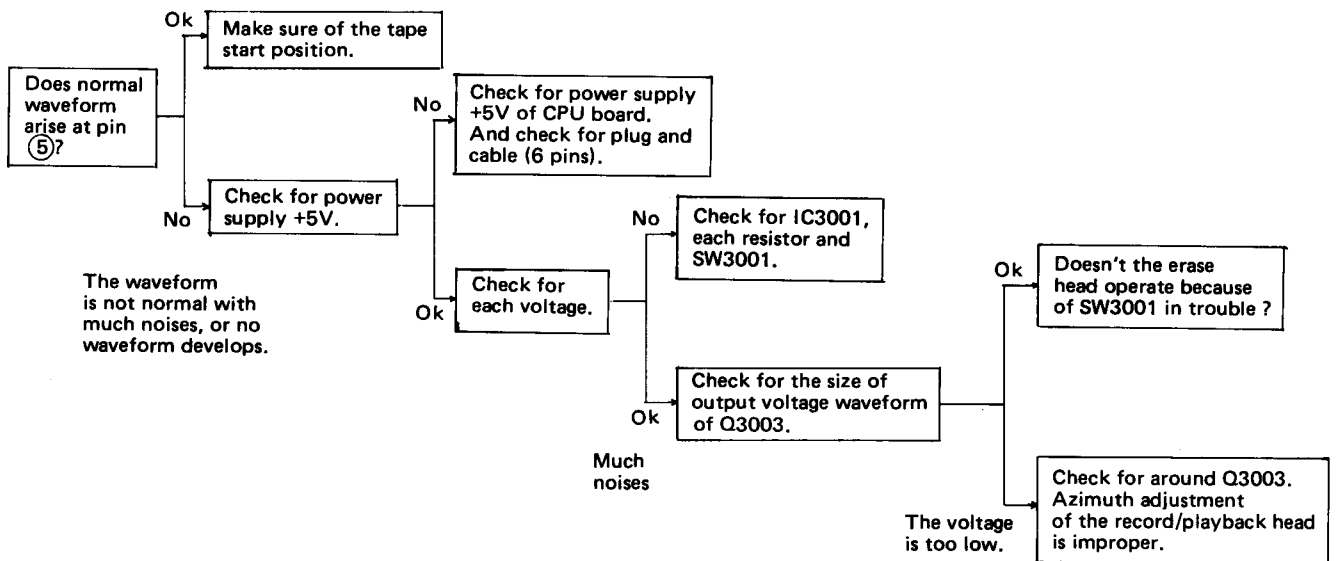 Does normal
waveform
arise at pin
⑤?
Ok
Make sure of the tape
start position.
No
Check for power
supply +5V.
The waveform
is not normal with
much noises, or no
waveform develops.
No
Check for power supply
+5V of CPU board.
And check for plug and
cable (6 pins).
Ok
Check for
each voltage.
No
Check for IC3001,
each resistor and
SW3001.
Ok
Much
noises
Check for the size of
output voltage waveform
of Q3003.
Ok
Doesn't the erase
head operate because
of SW3001 in trouble ?
The voltage
is too low.
Check for around Q3003.
Azimuth adjustment
of the record/playback head
is improper.